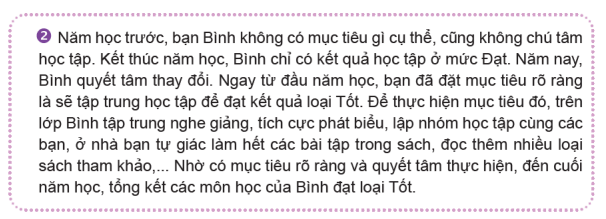 2 Năm học trước, bạn Bình không có mục tiêu gì cụ thể, cũng không chú tâm
học tập. Kết thúc năm học, Bình chỉ có kết quả học tập ở mức Đạt. Năm nay,
Bình quyết tâm thay đổi. Ngay từ đầu năm học, bạn đã đặt mục tiêu rõ ràng
là sẽ tập trung học tập để đạt kết quả loại Tốt. Để thực hiện mục tiêu đó, trên
lớp Bình tập trung nghe giảng, tích cực phát biểu, lập nhóm học tập cùng các
bạn, ở nhà bạn tự giác làm hết các bài tập trong sách, đọc thêm nhiều loại
sách tham khảo,... Nhờ có mục tiêu rõ ràng và quyết tâm thực hiện, đến cuối
năm học, tổng kết các môn học của Bình đạt loại Tốt.